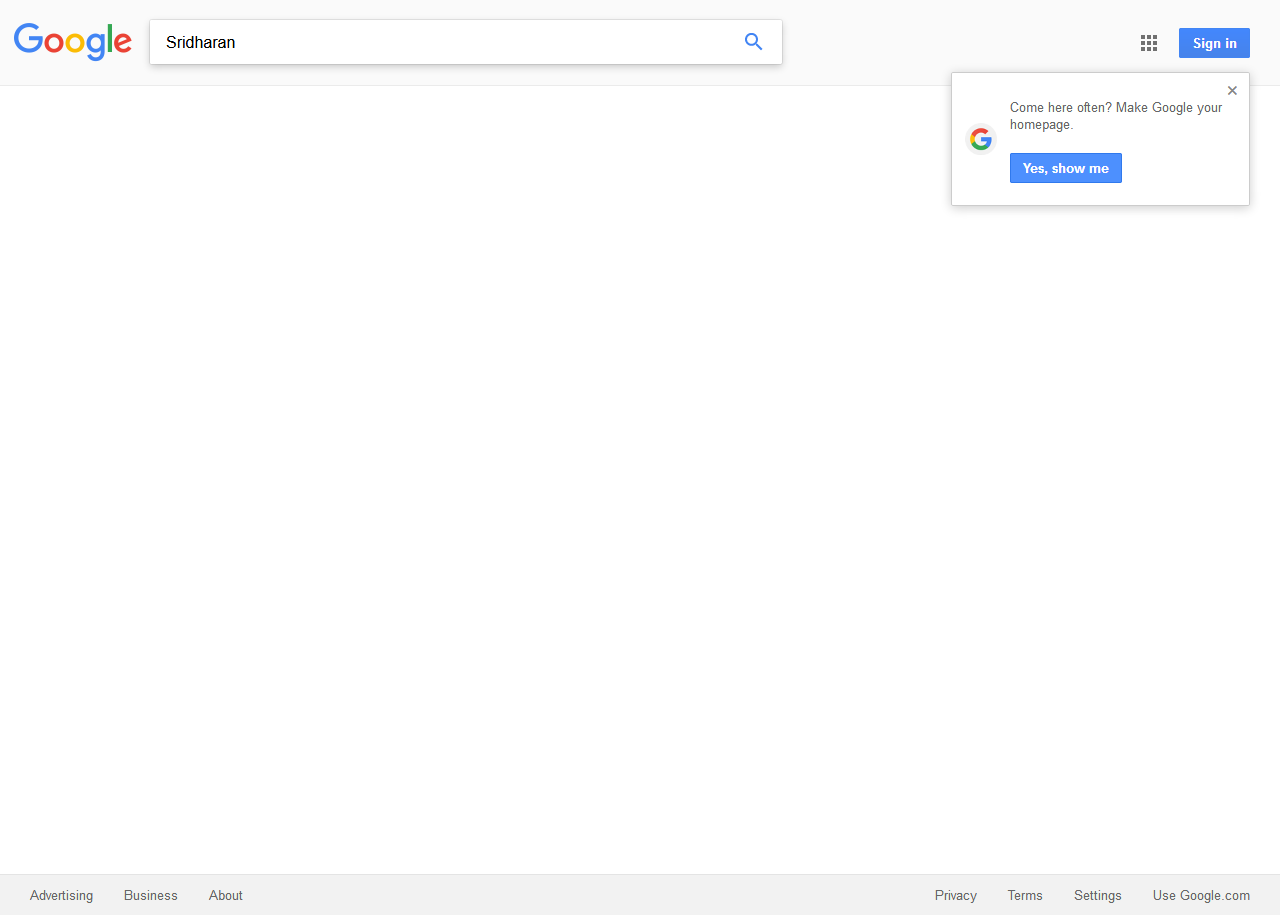 Google
Sridharan
Sign in
Come here often? Make Google your
homepage.
Yes, show me
Advertising Business About Privacy Terms Settings Use Google.com